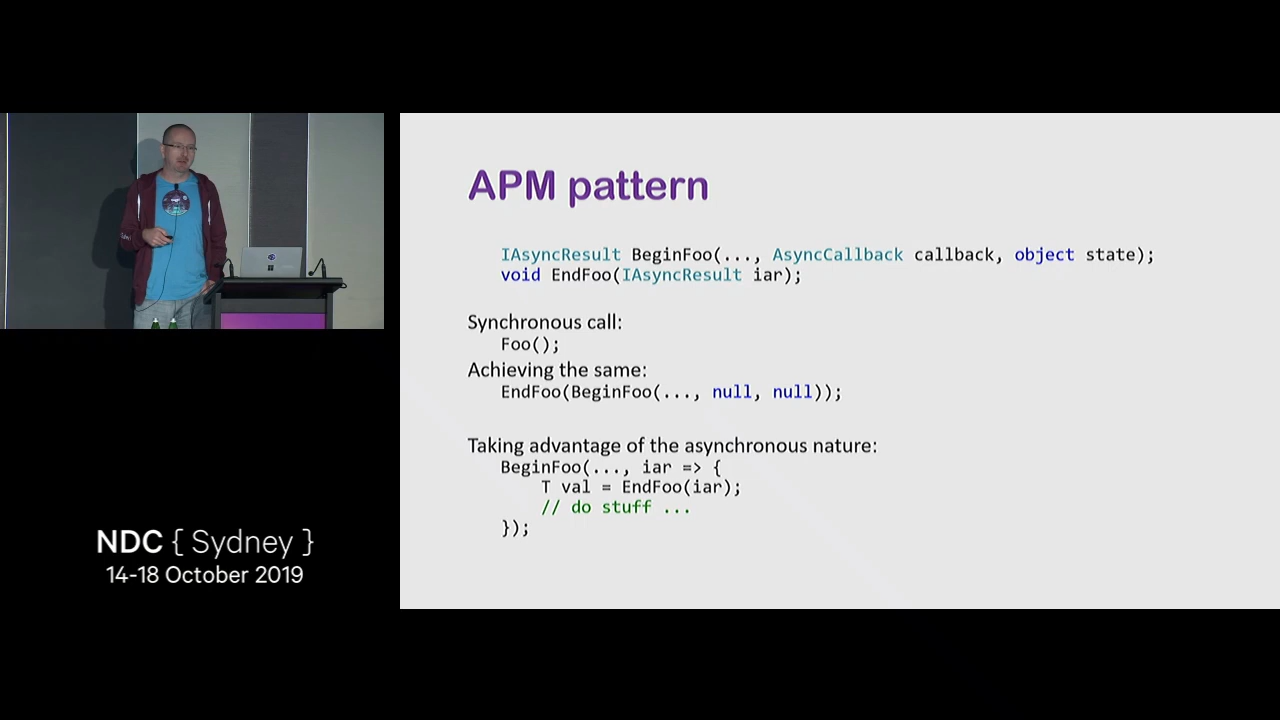 APM pattern
IAsyncResult BeginFoo(..., AsyncCallback callback, object state);
void EndFoo(IAsyncResult iar);
Synchronous call:
Foo();
Achieving the same:
EndFoo(BeginFoo(..., null, null));
Taking advantage of the asynchronous nature:
BeginFoo(..., iar => {
T val = EndFoo(iar);
// do stuff ...
});
NDC { Sydney }
14-18 October 2019